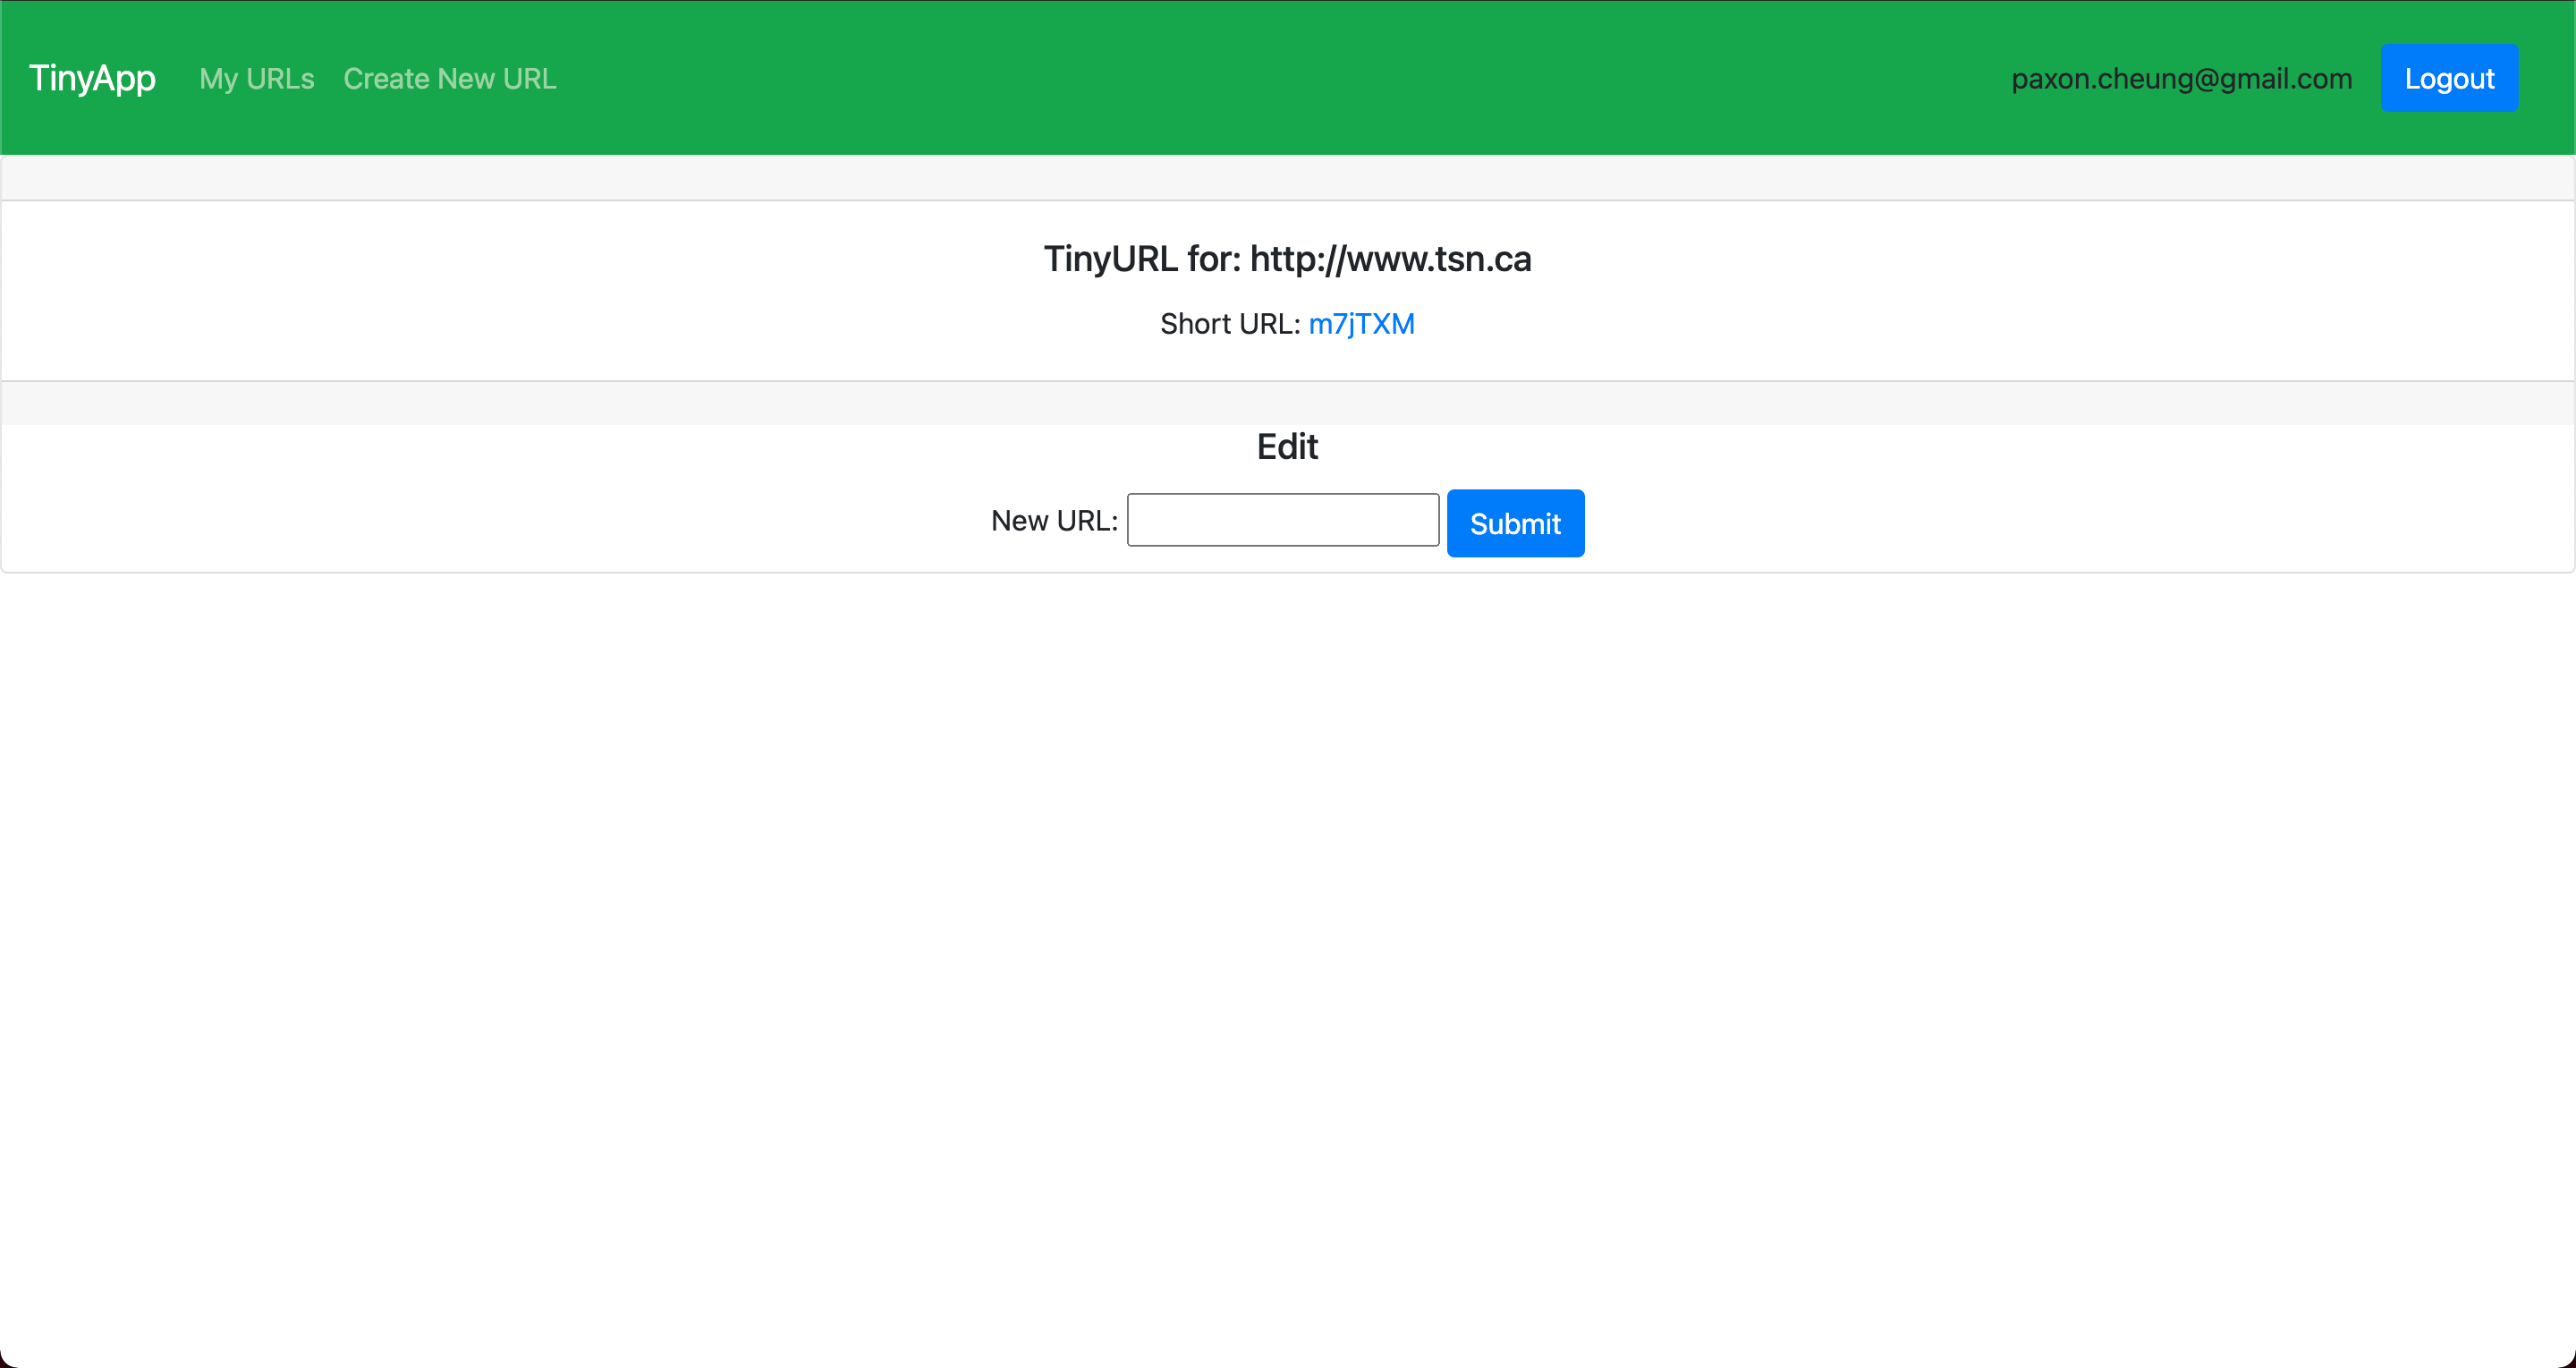 TinyApp My URLs Create New URL paxon.cheung@gmail.com Logout
TinyURL for: http://www.tsn.ca
Short URL: m7jTXM
Edit
New URL: Submit